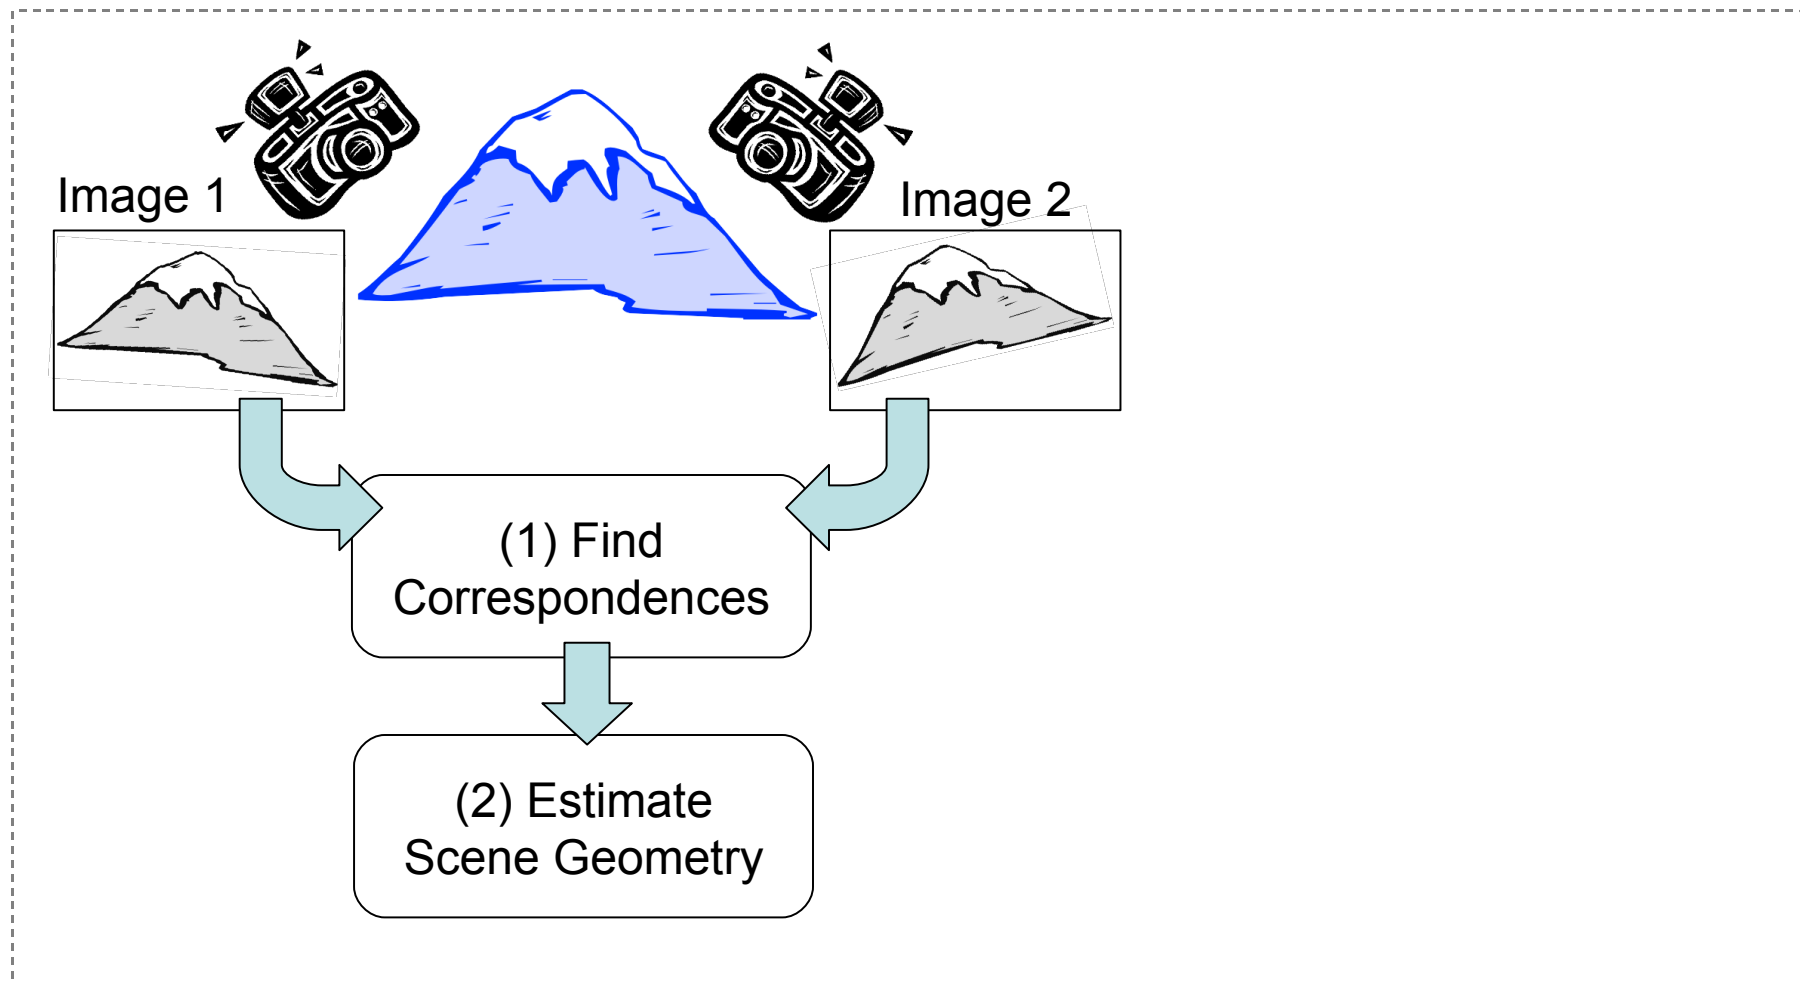 Image 1
Image 2
(1) Find
Correspondences
(2) Estimate
Scene Geometry